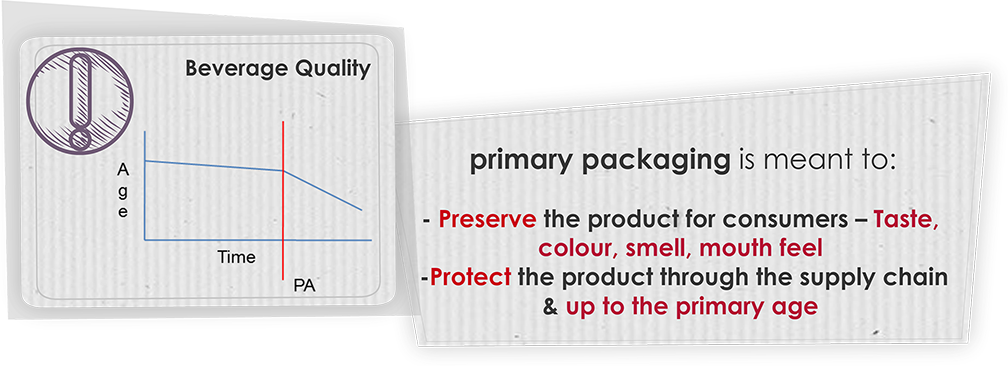 Beverage Quality
A
g
e
Time
PA
primary packaging is meant to:
- Preserve the product for consumers – Taste,
colour, smell, mouth feel
-Protect the product through the supply chain
& up to the primary age